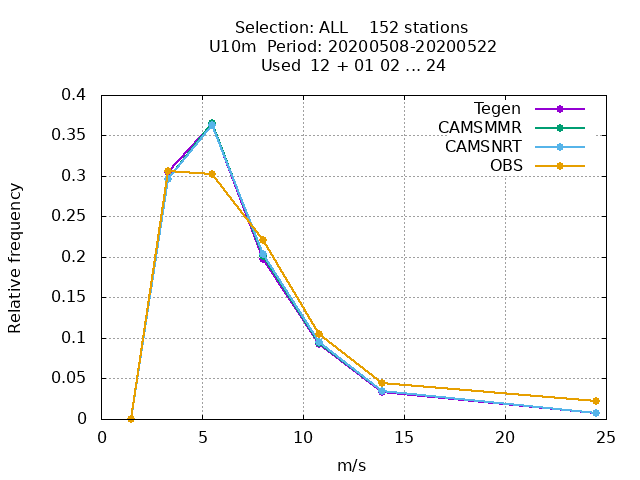 Selection: ALL    152 stations
U10m  Period: 20200508-20200522
Used  12 + 01 02 ... 24
Relative frequency
0.4
0.35
0.3
0.25
0.2
0.15
0.1
0.05
0
Tegen
CAMSMMR
CAMSNRT
OBS
0 5 10 15 20 25
m/s